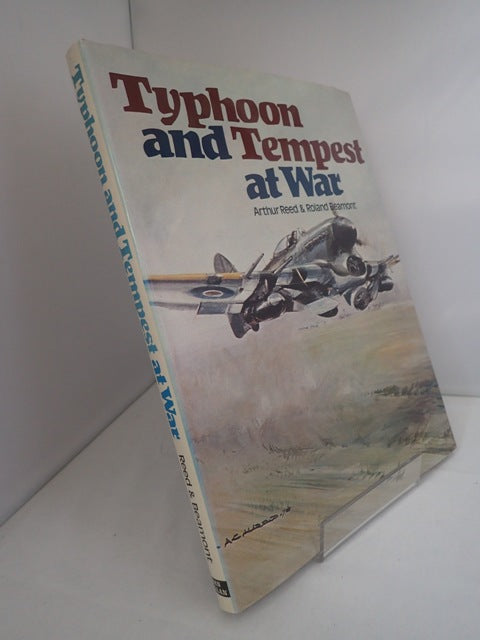 Typhoon
and Tempest
at War
Arthur Reed & Roland Beamont
Typhoon and Tempest at War
Reed & Beamont